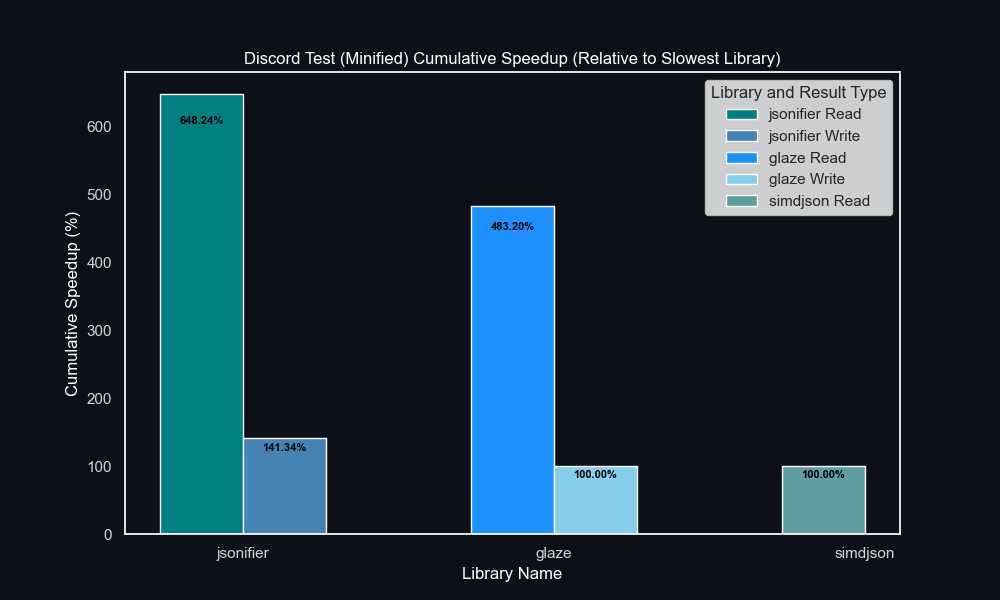 Discord Test (Minified) Cumulative Speedup (Relative to Slowest Library)
Library and Result Type
jsonifier Read
jsonifier Write
glaze Read
glaze Write
simdjson Read
Cumulative Speedup (%)
600
500
400
300
200
100
0
648.24%
141.34%
483.20%
100.00%
100.00%
jsonifier
glaze
simdjson
Library Name